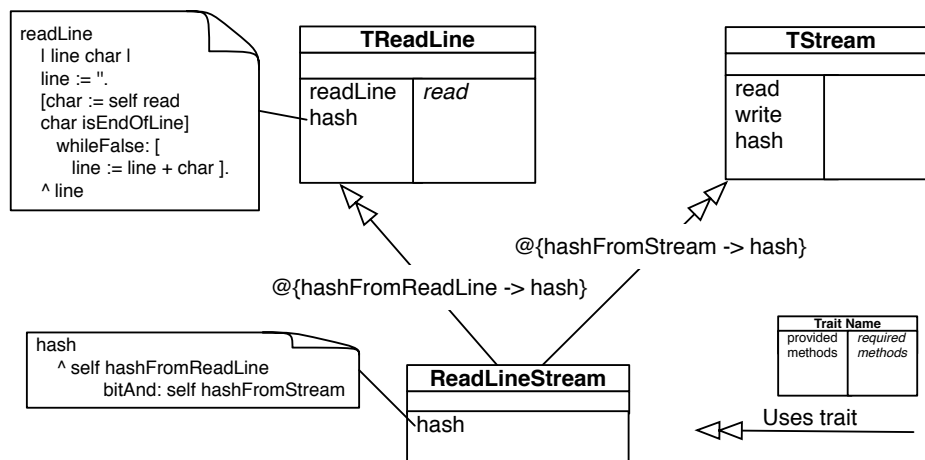 readLine
| line char |
line := ''.
[char := self read
char isEndOfLine]
whileFalse: [
line := line + char ].
^ line
TReadLine
readLine
hash
read
TStream
read
write
hash
@{hashFromStream -> hash}
@{hashFromReadLine -> hash}
hash
^ self hashFromReadLine
bitAnd: self hashFromStream
ReadLineStream
hash
Trait Name
provided
methods
required
methods
Uses trait